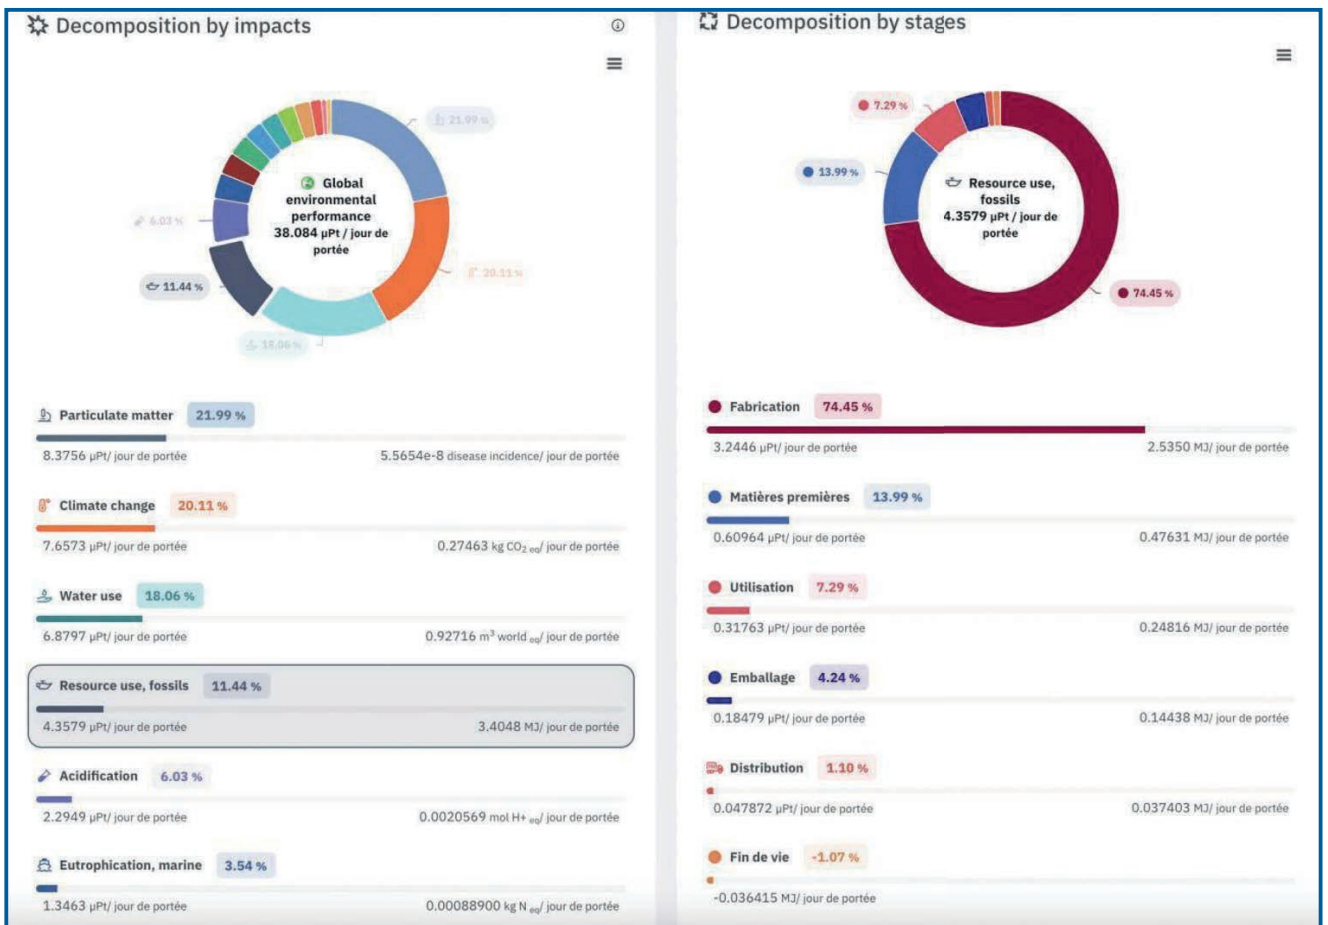 Decomposition by impacts
21.99 %
Global
environmental
performance
38.084 µPt / jour de
portée
6.03 %
11.44 %
20.11 %
18.06 %
Particulate matter 21.99 %
8.3756 µPt/ jour de portée 5.5654e-8 disease incidence/ jour de portée
Climate change 20.11 %
7.6573 µPt/ jour de portée 0.27463 kg CO2 eq/ jour de portée
Water use 18.06 %
6.8797 µPt/ jour de portée 0.92716 m³ world eq/ jour de portée
Resource use, fossils 11.44 %
4.3579 µPt/ jour de portée 3.4048 MJ/ jour de portée
Acidification 6.03 %
2.2949 µPt/ jour de portée 0.0020569 mol H+ eq/ jour de portée
Eutrophication, marine 3.54 %
1.3463 µPt/ jour de portée 0.00088900 kg N eq/ jour de portée
Decomposition by stages
7.29 %
13.99 %
Resource use,
fossils
4.3579 µPt / jour de
portée
74.45 %
Fabrication 74.45 %
3.2446 µPt/ jour de portée 2.5350 MJ/ jour de portée
Matières premières 13.99 %
0.60964 µPt/ jour de portée 0.47631 MJ/ jour de portée
Utilisation 7.29 %
0.31763 µPt/ jour de portée 0.24816 MJ/ jour de portée
Emballage 4.24 %
0.18479 µPt/ jour de portée 0.14438 MJ/ jour de portée
Distribution 1.10 %
0.047872 µPt/ jour de portée 0.037403 MJ/ jour de portée
Fin de vie -1.07 %
-0.036415 MJ/ jour de portée